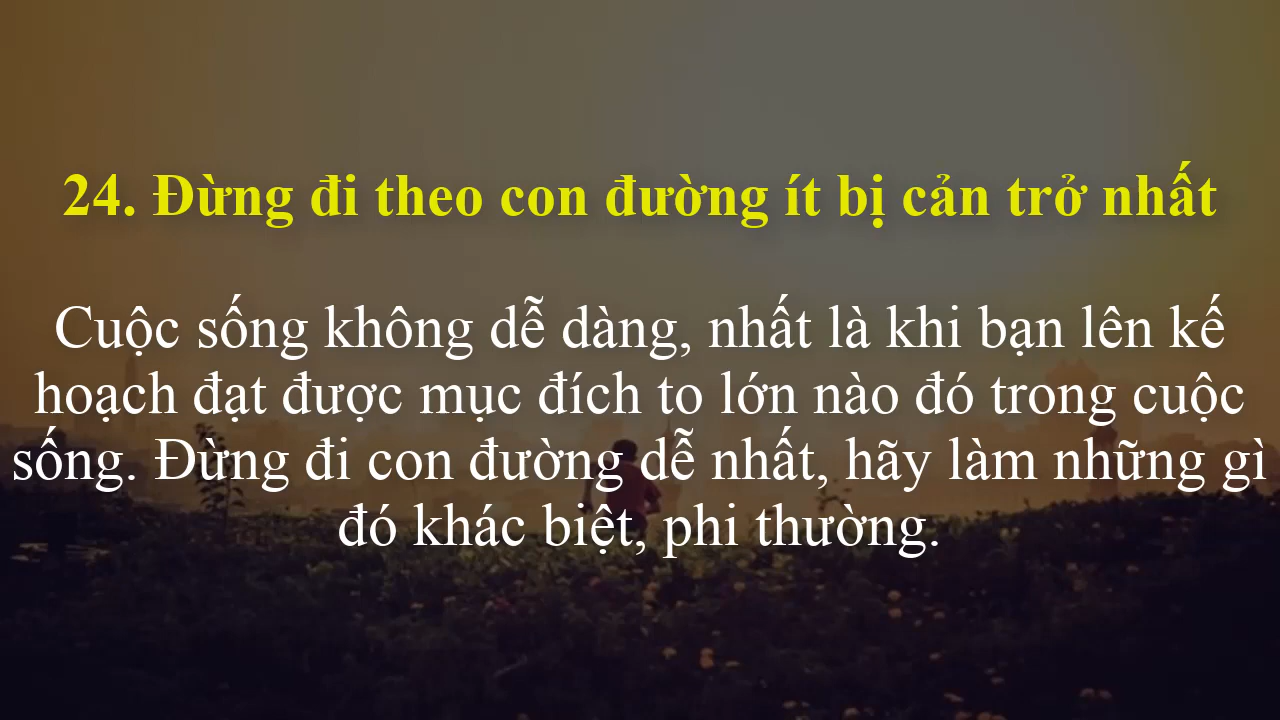 24. Đừng đi theo con đường ít bị cản trở nhất
Cuộc sống không dễ dàng, nhất là khi bạn lên kế
hoạch đạt được mục đích to lớn nào đó trong cuộc
sống. Đừng đi con đường dễ nhất, hãy làm những gì
đó khác biệt, phi thường.